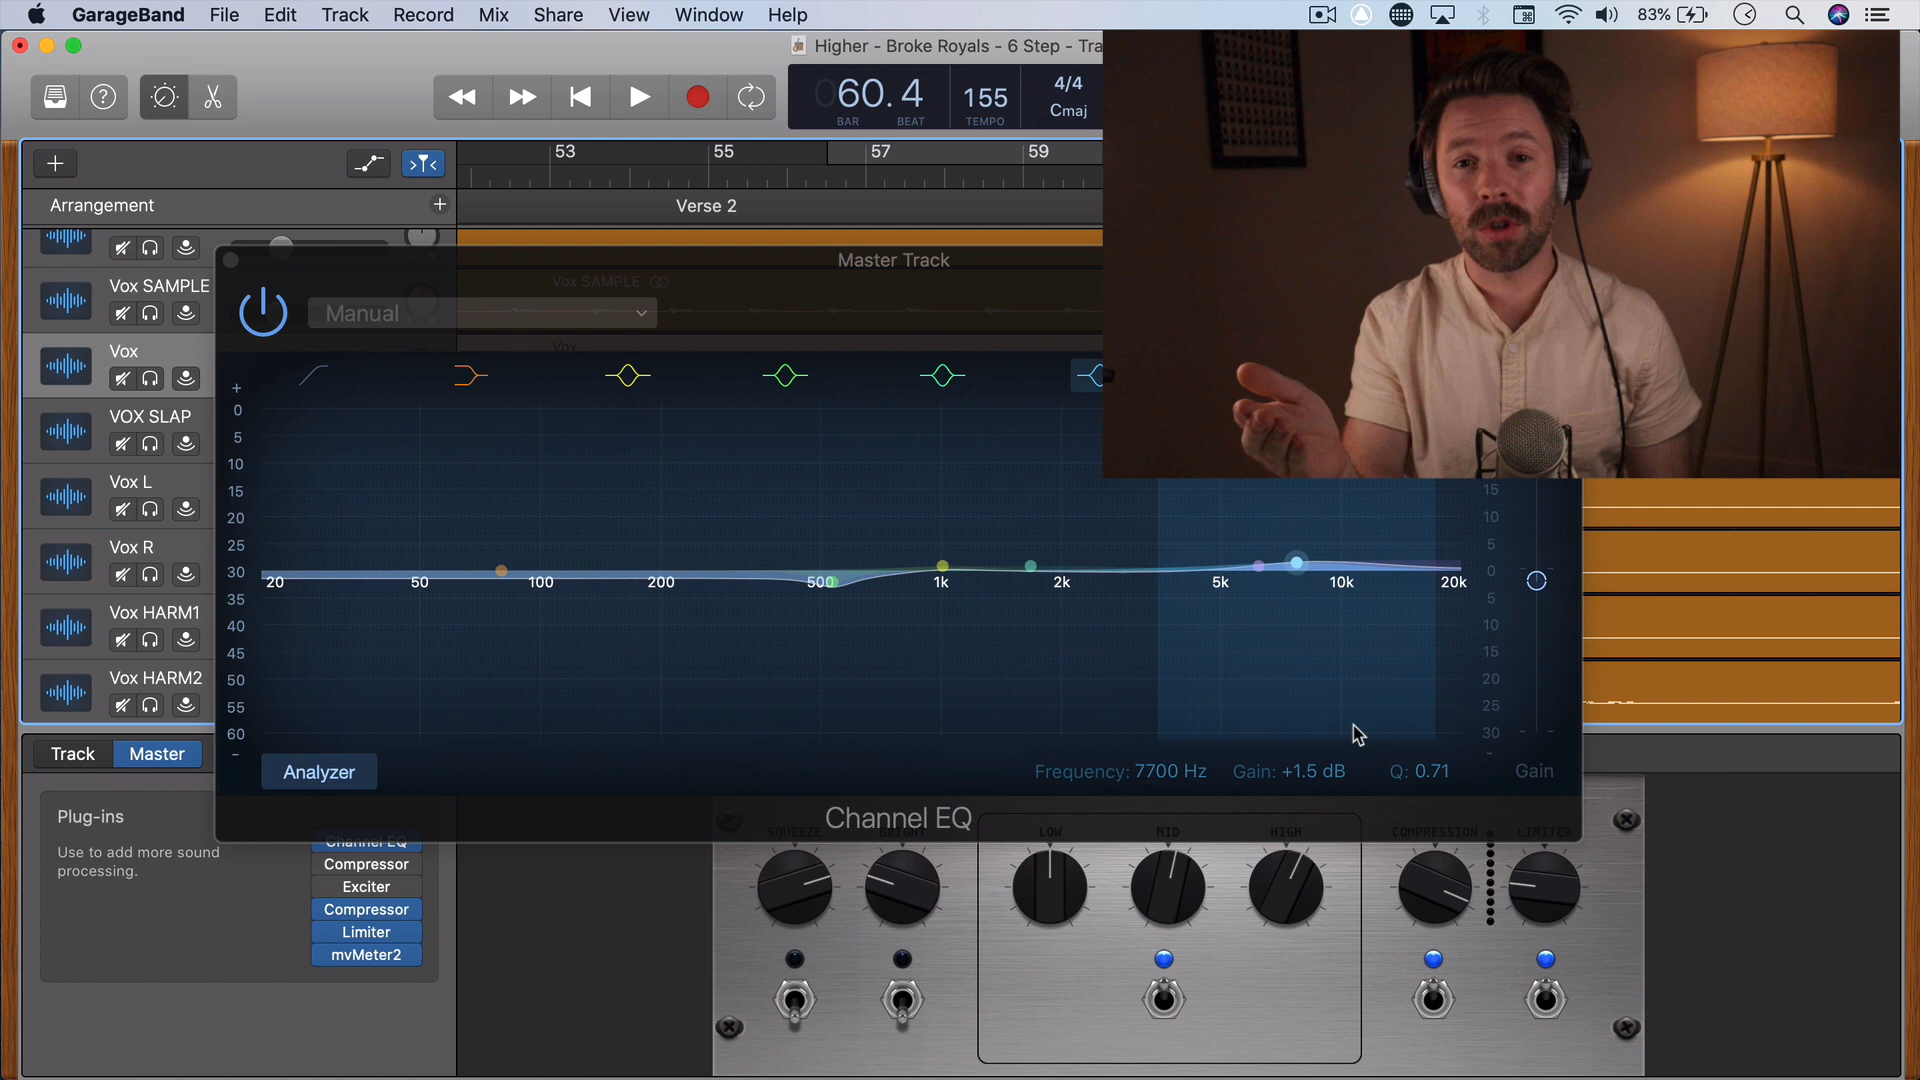 GarageBand File Edit Track Record Mix Share View Window Help 83%
Higher - Broke Royals - 6 Step - Tra
060.4 155 4/4
Cmaj
BAR BEAT TEMPO
53 55 57 59
Arrangement
Verse 2
Master Track
Vox SAMPLE
Vox SAMPLE
Manual
Vox
Vox
VOX SLAP
Vox L
Vox R
Vox HARM1
Vox HARM2
+
0
5
10
15 15
20 10
25 5
30 0
20 50 100 200 500 1k 2k 5k 10k 20k
35 5
40 10
45 15
50 20
55 25
60 30
-
Analyzer
Frequency: 7700 Hz Gain: +1.5 dB Q: 0.71 Gain
Track Master
Channel EQ
Plug-ins
Use to add more sound
processing.
Channel EQ
Compressor
Exciter
Compressor
Limiter
mvMeter2
SQUEEZE BRIGHT LOW MID HIGH COMPRESSION LIMITER